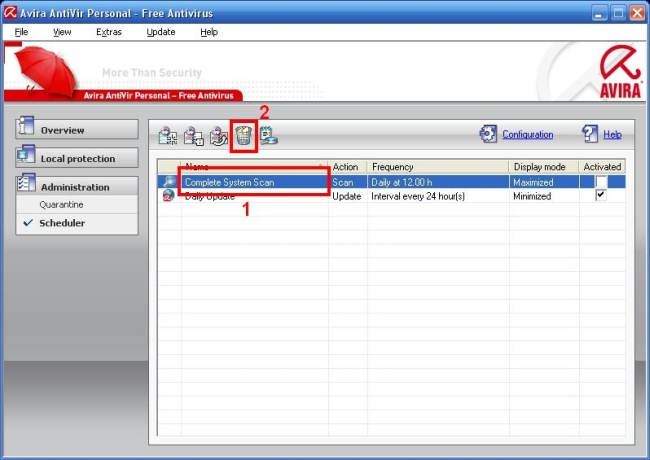 Avira AntiVir Personal - Free Antivirus
File View Extras Update Help
More Than Security
Avira AntiVir Personal – Free Antivirus
AVIRA
2
Overview
Local protection
Administration
Quarantine
Scheduler
Configuration Help
Name Action Frequency Display mode Activated
Complete System Scan Scan Daily at 12.00 h Maximized
Daily Update Update Interval every 24 hour(s) Minimized
1